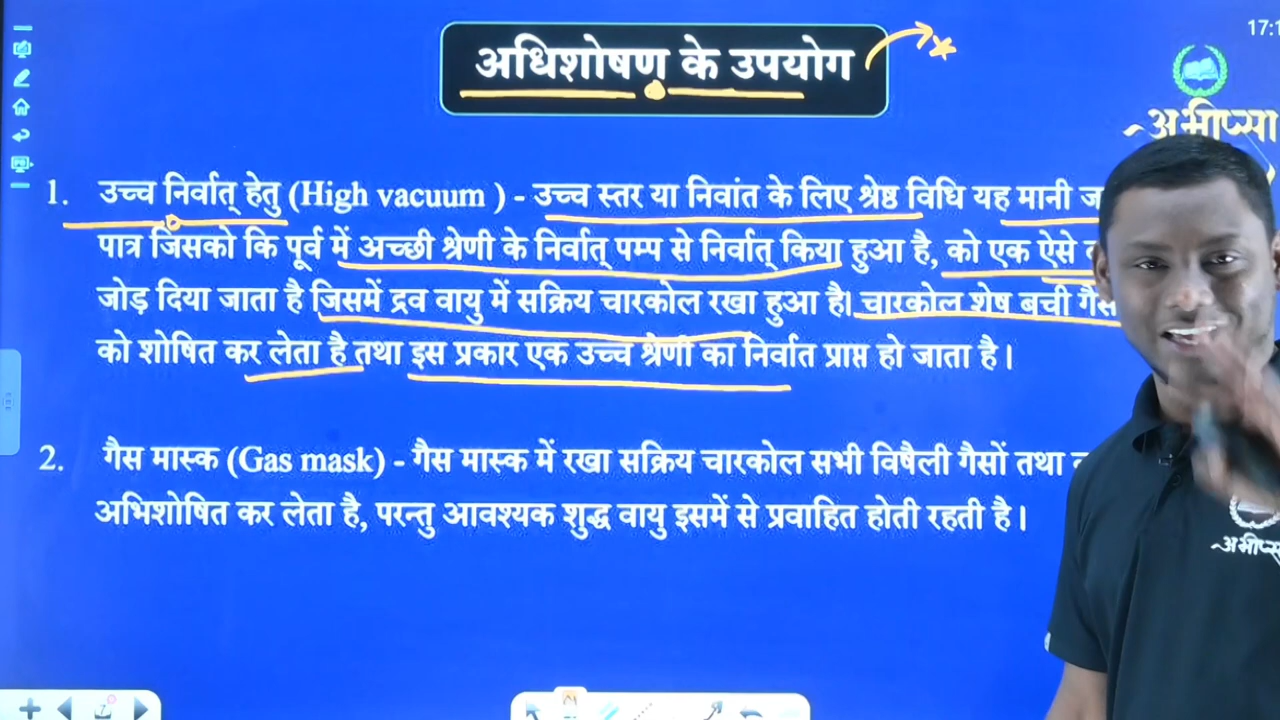 अधिशोषण के उपयोग
17:1
अभीप्सा
1. उच्च निर्वात् हेतु (High vacuum ) - उच्च स्तर या निवांत के लिए श्रेष्ठ विधि यह मानी
पात्र जिसको कि पूर्व में अच्छी श्रेणी के निर्वात् पम्प से निर्वात् किया हुआ है, को एक ऐसे
जोड़ दिया जाता है जिसमें द्रव वायु में सक्रिय चारकोल रखा हुआ है। चारकोल शेष बची गैस
को शोषित कर लेता है तथा इस प्रकार एक उच्च श्रेणी का निर्वात प्राप्त हो जाता है।
2. गैस मास्क (Gas mask) - गैस मास्क में रखा सक्रिय चारकोल सभी विषैली गैसों तथा
अभिशोषित कर लेता है, परन्तु आवश्यक शुद्ध वायु इसमें से प्रवाहित होती रहती है।